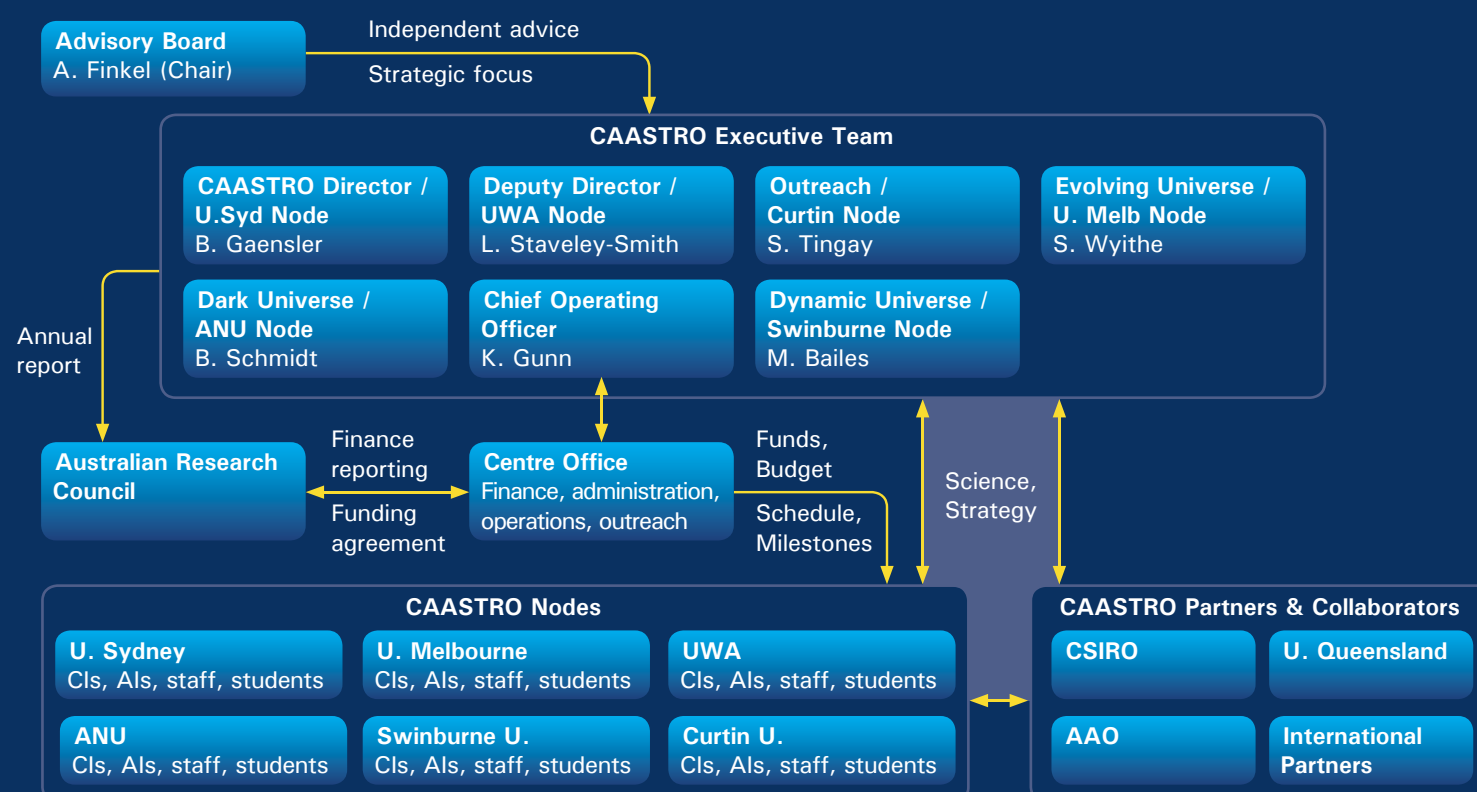 Advisory Board
A. Finkel (Chair)
Independent advice
Strategic focus
CAASTRO Executive Team
CAASTRO Director /
U.Syd Node
B. Gaensler
Deputy Director /
UWA Node
L. Staveley-Smith
Outreach /
Curtin Node
S. Tingay
Evolving Universe /
U. Melb Node
S. Wyithe
Dark Universe /
ANU Node
B. Schmidt
Chief Operating
Officer
K. Gunn
Dynamic Universe /
Swinburne Node
M. Bailes
Annual
report
Australian Research
Council
Finance
reporting
Funding
agreement
Centre Office
Finance, administration,
operations, outreach
Funds,
Budget
Schedule,
Milestones
Science,
Strategy
CAASTRO Nodes
U. Sydney
CIs, AIs, staff, students
U. Melbourne
CIs, AIs, staff, students
UWA
CIs, AIs, staff, students
ANU
CIs, AIs, staff, students
Swinburne U.
CIs, AIs, staff, students
Curtin U.
CIs, AIs, staff, students
CAASTRO Partners & Collaborators
CSIRO
U. Queensland
AAO
International
Partners